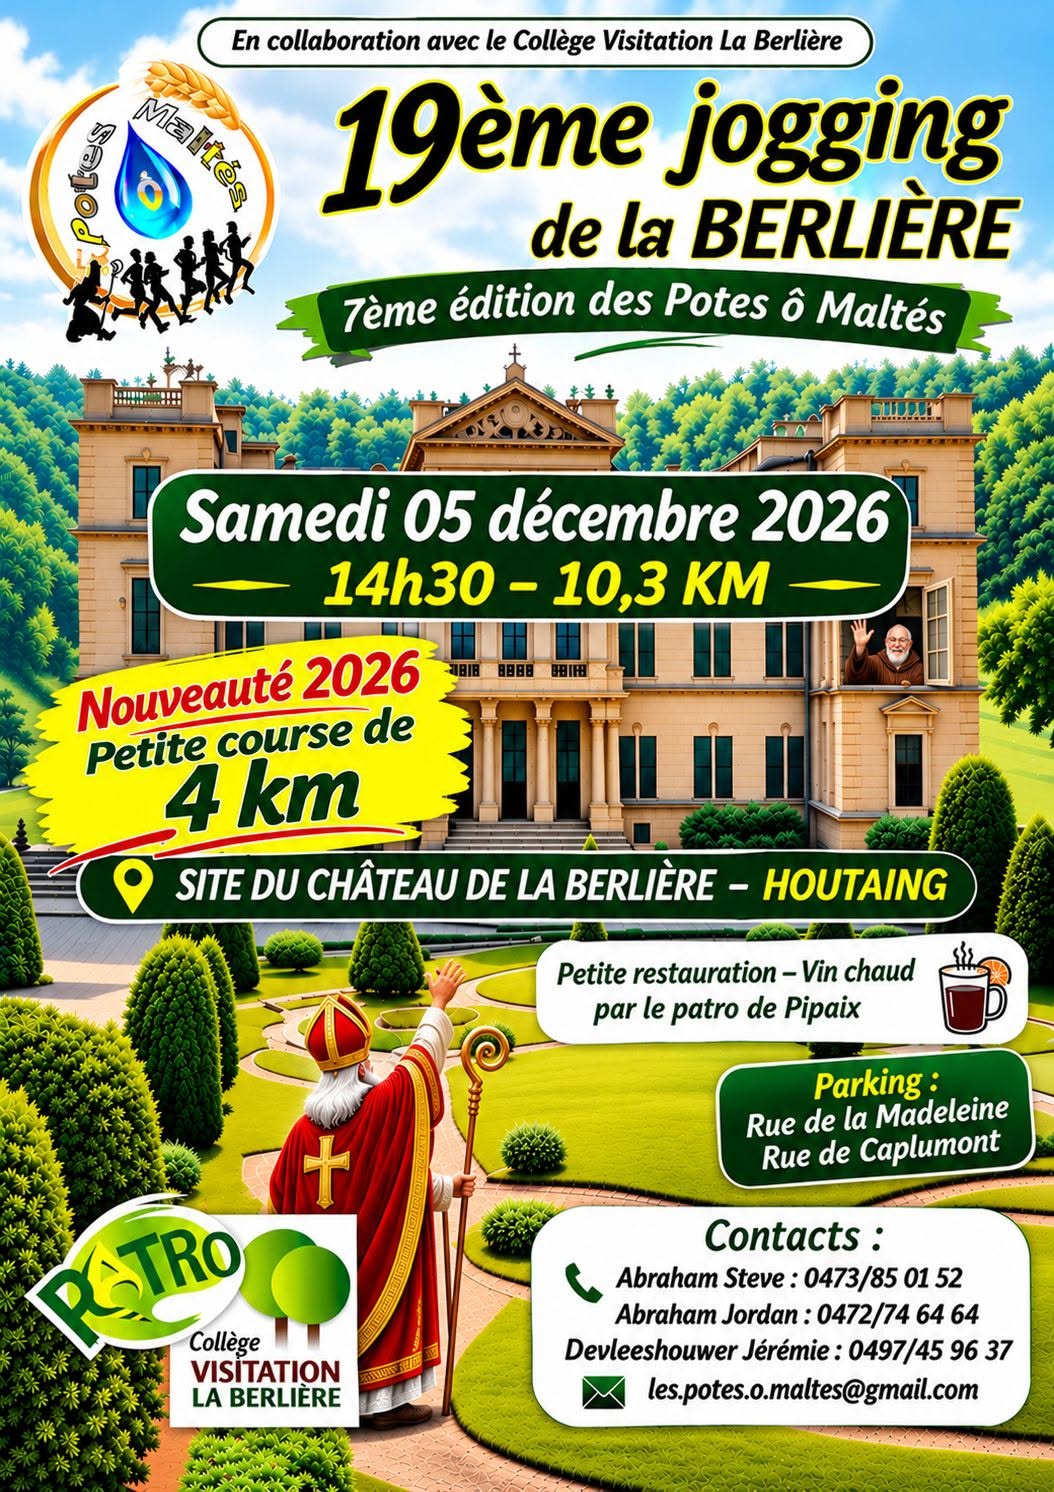 En collaboration avec le Collège Visitation La Berlière
Potes ô Maltés
19ème jogging
de la BERLIÈRE
7ème édition des Potes ô Maltés
Samedi 05 décembre 2026
14h30 – 10,3 KM
Nouveauté 2026
Petite course de
4 km
SITE DU CHÂTEAU DE LA BERLIÈRE – HOUTAING
Petite restauration – Vin chaud
par le patro de Pipaix
Parking :
Rue de la Madeleine
Rue de Caplumont
Contacts :
Abraham Steve : 0473/85 01 52
Abraham Jordan : 0472/74 64 64
Devleeshouwer Jérémie : 0497/45 96 37
les.potes.o.maltes@gmail.com
PATRO
Collège
VISITATION
LA BERLIÈRE